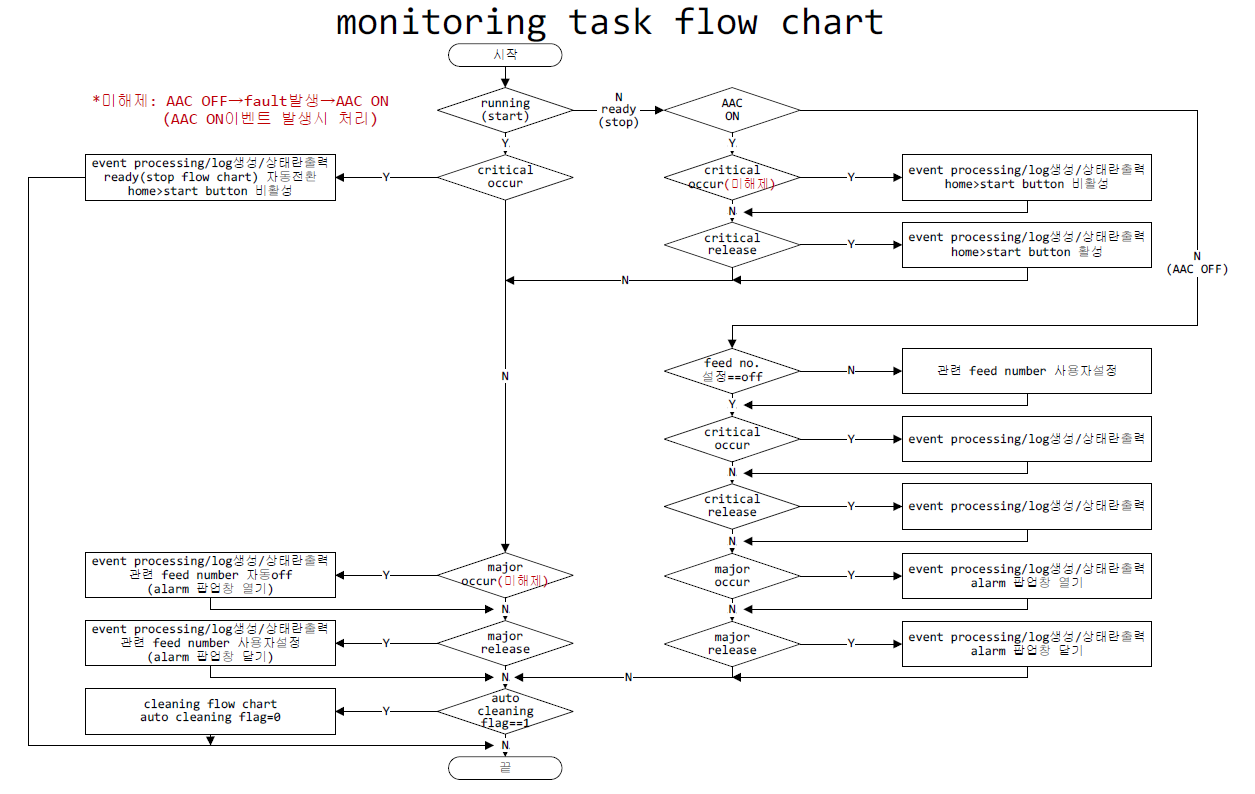 monitoring task flow chart
시작
*미해제: AAC OFF→fault발생→AAC ON
(AAC ON이벤트 발생시 처리)
running
(start)
N
ready
(stop)
AAC
ON
Y
Y
event processing/log생성/상태란출력
ready(stop flow chart) 자동전환
home>start button 비활성
Y
critical
occur
critical
occur(미해제)
Y
event processing/log생성/상태란출력
home>start button 비활성
N
critical
release
Y
event processing/log생성/상태란출력
home>start button 활성
N
(AAC OFF)
N
N
feed no.
설정==off
N
관련 feed number 사용자설정
Y
critical
occur
Y
event processing/log생성/상태란출력
N
critical
release
Y
event processing/log생성/상태란출력
N
event processing/log생성/상태란출력
관련 feed number 자동off
(alarm 팝업창 열기)
Y
major
occur(미해제)
major
occur
Y
event processing/log생성/상태란출력
alarm 팝업창 열기
N
N
event processing/log생성/상태란출력
관련 feed number 사용자설정
(alarm 팝업창 닫기)
Y
major
release
major
release
Y
event processing/log생성/상태란출력
alarm 팝업창 닫기
N
N
cleaning flow chart
auto cleaning flag=0
Y
auto
cleaning
flag==1
N
끝